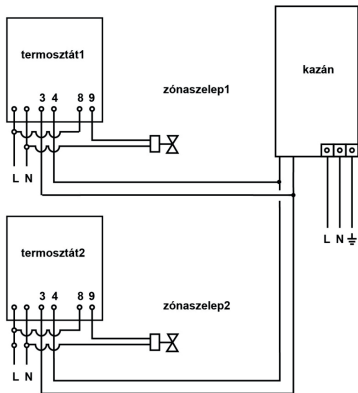 termosztát1
3 4 8 9
L N
zónaszelep1
kazán
L N
termosztát2
3 4 8 9
L N
zónaszelep2